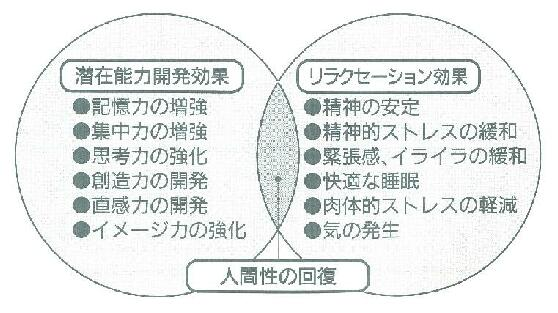 潜在能力開発効果
●記憶力の増強
●集中力の増強
●思考力の強化
●創造力の開発
●直感力の開発
●イメージ力の強化
リラクセーション効果
●精神の安定
●精神的ストレスの緩和
●緊張感、イライラの緩和
●快適な睡眠
●肉体的ストレスの軽減
●気の発生
人間性の回復